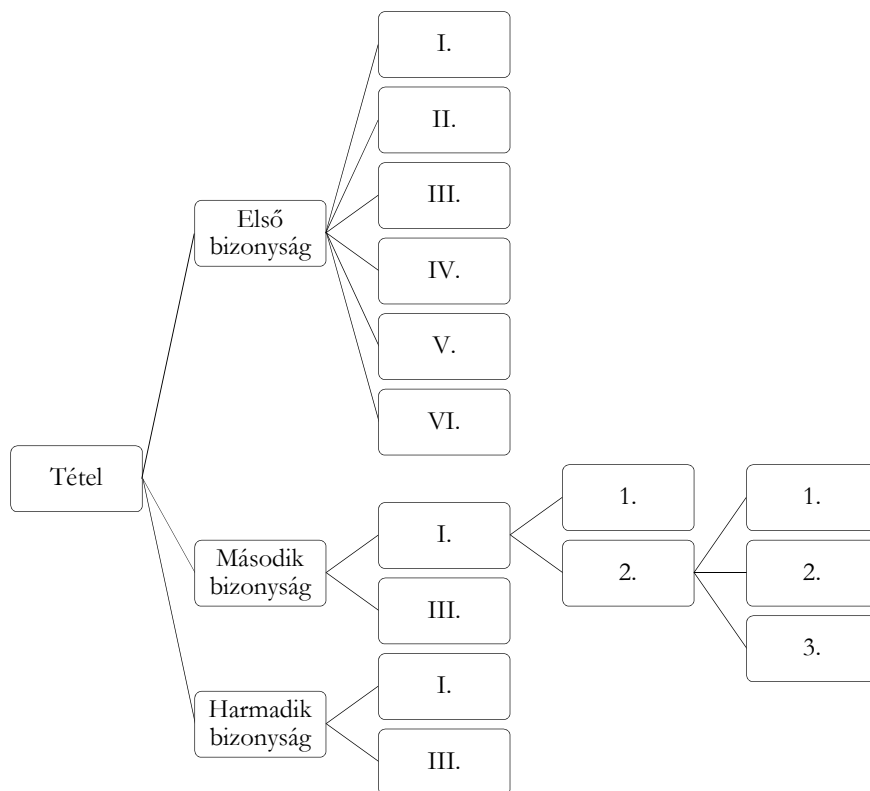 Tétel
Első
bizonyság
I.
II.
III.
IV.
V.
VI.
Második
bizonyság
I.
1.
2.
1.
2.
3.
III.
Harmadik
bizonyság
I.
III.